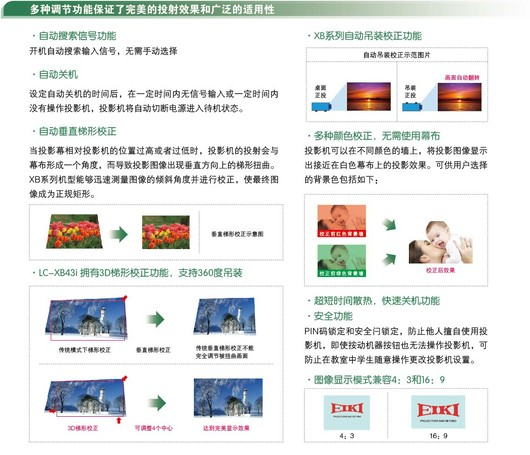 多种调节功能保证了完美的投射效果和广泛的适用性
· 自动搜索信号功能
开机自动搜索输入信号，无需手动选择
· 自动关机
设定自动关机的时间后，在一定时间内无信号输入或一定时间内
没有操作投影机，投影机将自动切断电源进入待机状态。
· 自动垂直梯形校正
当投影幕相对投影机的位置过高或者过低时，投影机的投射会与
幕布形成一个角度，而导致投影图像出现垂直方向上的梯形扭曲。
XB系列机型能够迅速测量图像的倾斜角度并进行校正，使最终图
像成为正规矩形。
垂直梯形校正示意图
· LC-XB43i 拥有3D梯形校正功能，支持360度吊装
传统模式下梯形校正
垂直梯形校正
传统垂直梯形校正不能
完全调节被扭曲画面
3D梯形校正
可调整4个中心
达到完美显示效果
· XB系列自动吊装校正功能
自动吊装校正示范图片
桌面
正投
吊装
正投
画面自动翻转
· 多种颜色校正，无需使用幕布
投影机可以在不同颜色的墙上，将投影图像显示
出接近在白色幕布上的投影效果。可供用户选择
的背景色包括如下：
校正前红色背景墙
校正前绿色背景墙
校正后效果
· 超短时间散热，快速关机功能
· 安全功能
PIN码锁定和安全闩锁定，防止他人擅自使用投
影机，即使按动机器按钮也无法操作投影机，可
防止在教室中学生随意操作更改投影机设置。
· 图像显示模式兼容4：3和16：9
EIKI
EIKI
4：3
16：9